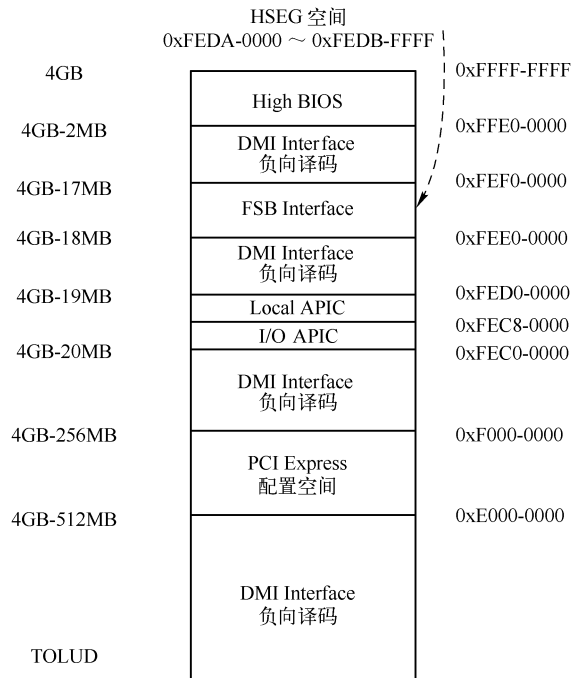 HSEG 空间
0xFEDA-0000 ～ 0xFEDB-FFFF
4GB
0xFFFF-FFFF
High BIOS
4GB-2MB
0xFFE0-0000
DMI Interface
负向译码
4GB-17MB
0xFEF0-0000
FSB Interface
4GB-18MB
0xFEE0-0000
DMI Interface
负向译码
4GB-19MB
0xFED0-0000
Local APIC
0xFEC8-0000
I/O APIC
4GB-20MB
0xFEC0-0000
DMI Interface
负向译码
4GB-256MB
0xF000-0000
PCI Express
配置空间
4GB-512MB
0xE000-0000
DMI Interface
负向译码
TOLUD